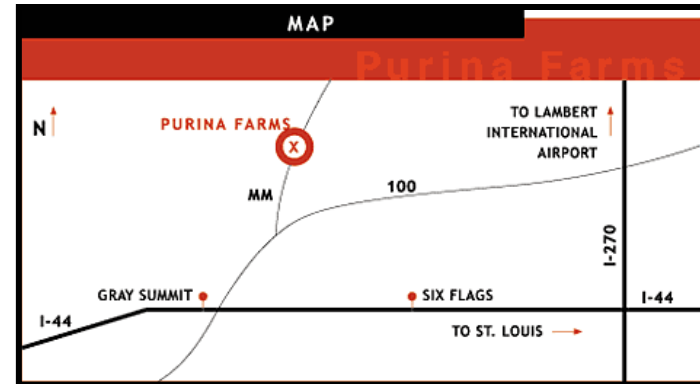 MAP
Purina Farms
N
PURINA FARMS
X
TO LAMBERT
INTERNATIONAL
AIRPORT
MM
100
I-270
GRAY SUMMIT
SIX FLAGS
I-44
I-44
TO ST. LOUIS